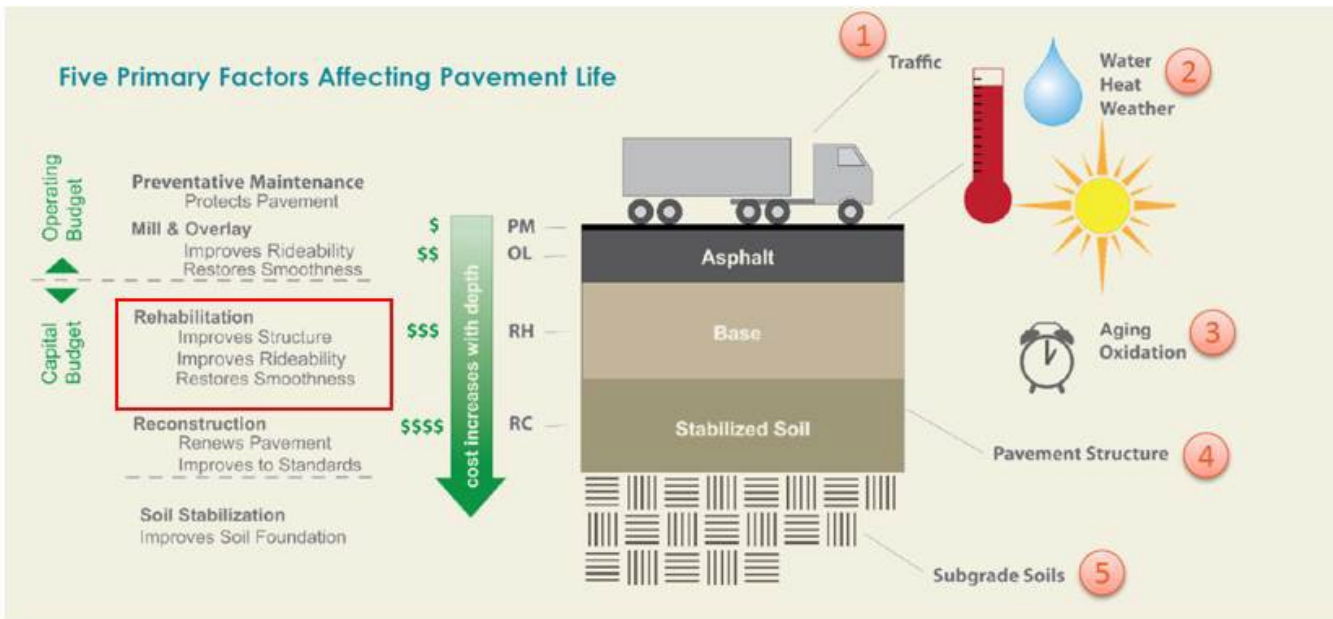 Five Primary Factors Affecting Pavement Life
1
Traffic
Water
Heat
Weather
2
Operating
Budget
Capital
Budget
Preventative Maintenance
Protects Pavement
Mill & Overlay
Improves Rideability
Restores Smoothness
Rehabilitation
Improves Structure
Improves Rideability
Restores Smoothness
Reconstruction
Renews Pavement
Improves to Standards
Soil Stabilization
Improves Soil Foundation
$
$$
$$$
$$$$
cost increases with depth
PM
OL
RH
RC
Asphalt
Base
Stabilized Soil
Aging
Oxidation
3
Pavement Structure
4
Subgrade Soils
5